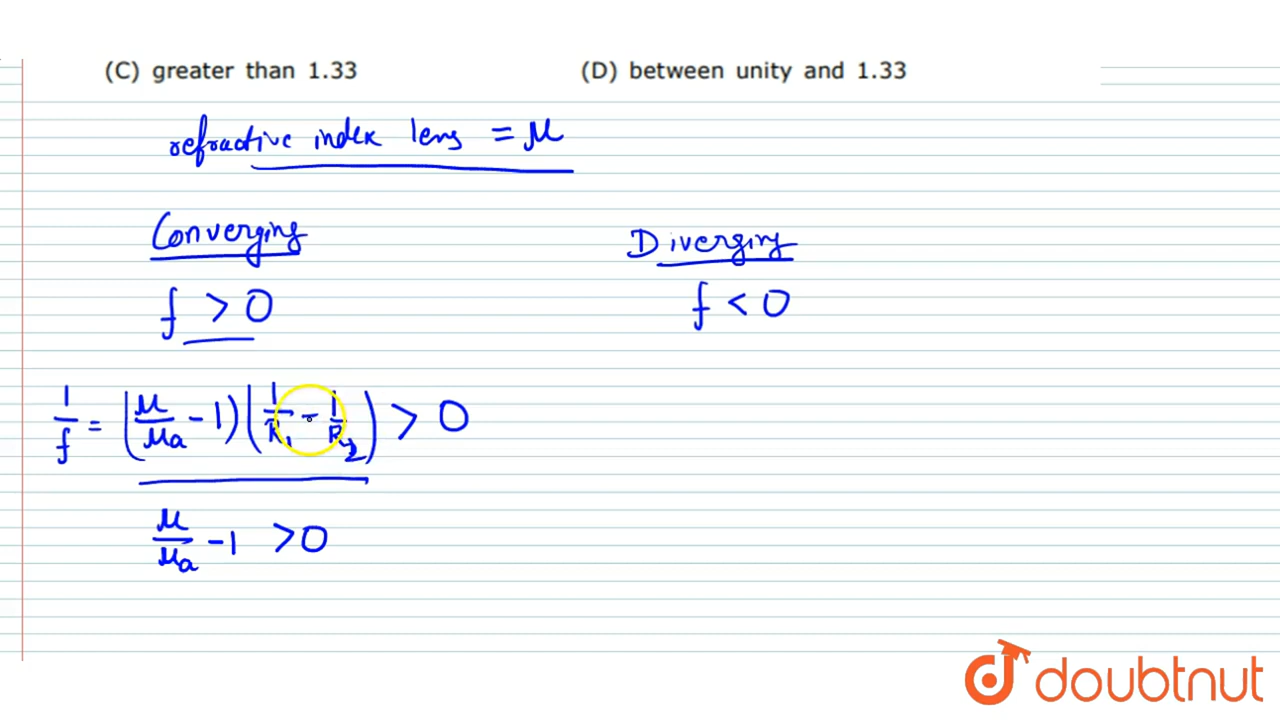 (C) greater than 1.33 (D) between unity and 1.33
refractive index lens = μ
Converging Diverging
f > 0 f < 0
1/f = (μ/μa - 1)(1/R1 - 1/R2) > 0
μ/μa - 1 > 0
doubtnut